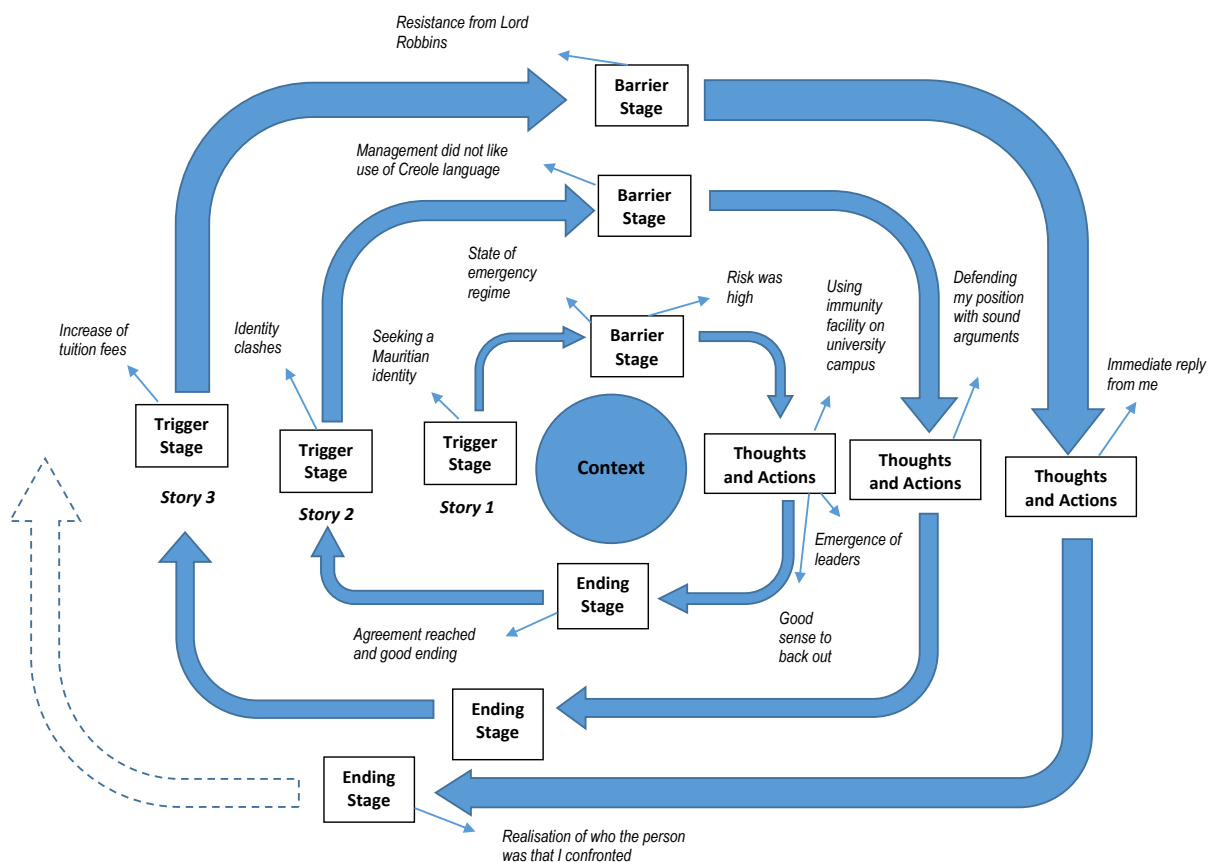 Resistance from Lord
Robbins
Barrier
Stage
Management did not like
use of Creole language
Barrier
Stage
State of
emergency
regime
Risk was
high
Using
immunity
facility on
university
campus
Defending
my position
with sound
arguments
Increase of
tuition fees
Identity
clashes
Seeking a
Mauritian
identity
Barrier
Stage
Immediate reply
from me
Trigger
Stage
Story 3
Trigger
Stage
Story 2
Trigger
Stage
Story 1
Context
Thoughts
and Actions
Thoughts
and Actions
Thoughts
and Actions
Emergence of
leaders
Ending
Stage
Good
sense to
back out
Agreement reached
and good ending
Ending
Stage
Ending
Stage
Realisation of who the person
was that I confronted